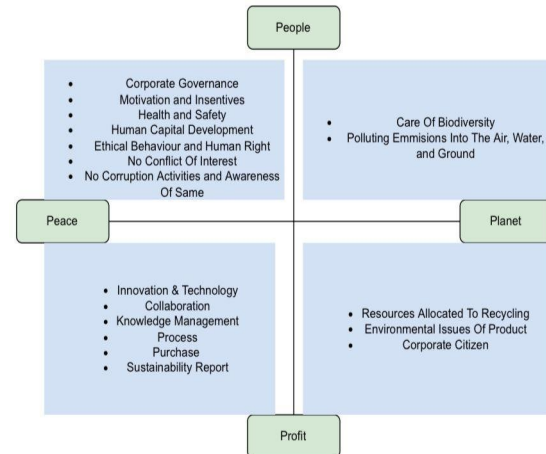 People
• Corporate Governance
• Motivation and Incentives
• Health and Safety
• Human Capital Development
• Ethical Behaviour and Human Right
• No Conflict Of Interest
• No Corruption Activities and Awareness
Of Same
• Care Of Biodiversity
• Polluting Emmisions Into The Air, Water,
and Ground
Peace
Planet
• Innovation & Technology
• Collaboration
• Knowledge Management
• Process
• Purchase
• Sustainability Report
• Resources Allocated To Recycling
• Environmental Issues Of Product
• Corporate Citizen
Profit